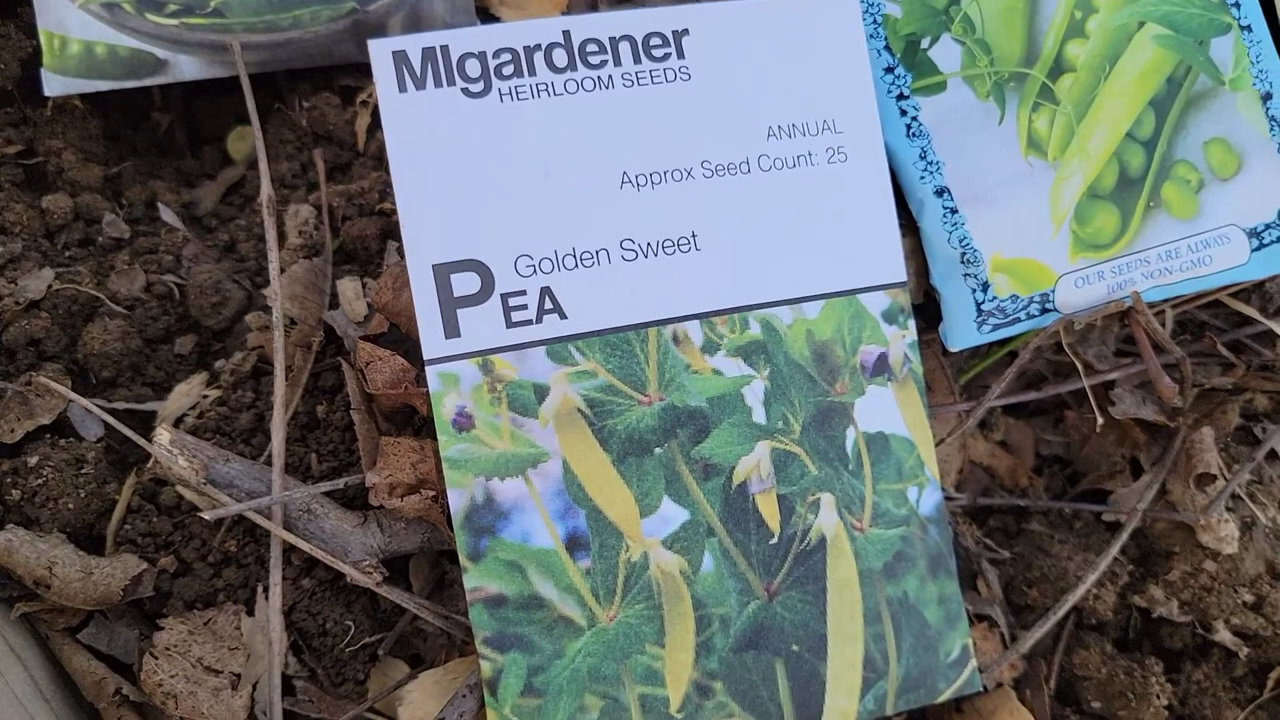 MIgardener
HEIRLOOM SEEDS
ANNUAL
Approx Seed Count: 25
Golden Sweet
PEA
OUR SEEDS ARE ALWAYS
100% NON-GMO